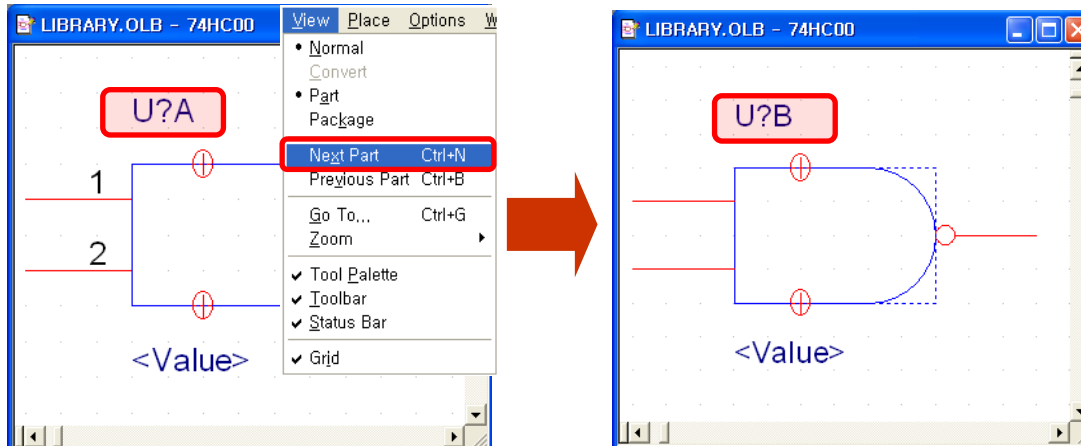 LIBRARY.OLB - 74HC00
View Place Options W
• Normal
Convert
• Part
Package
Next Part Ctrl+N
Previous Part Ctrl+B
Go To... Ctrl+G
Zoom
✓ Tool Palette
✓ Toolbar
✓ Status Bar
✓ Grid
U?A
1
2
<Value>
LIBRARY.OLB - 74HC00
U?B
<Value>